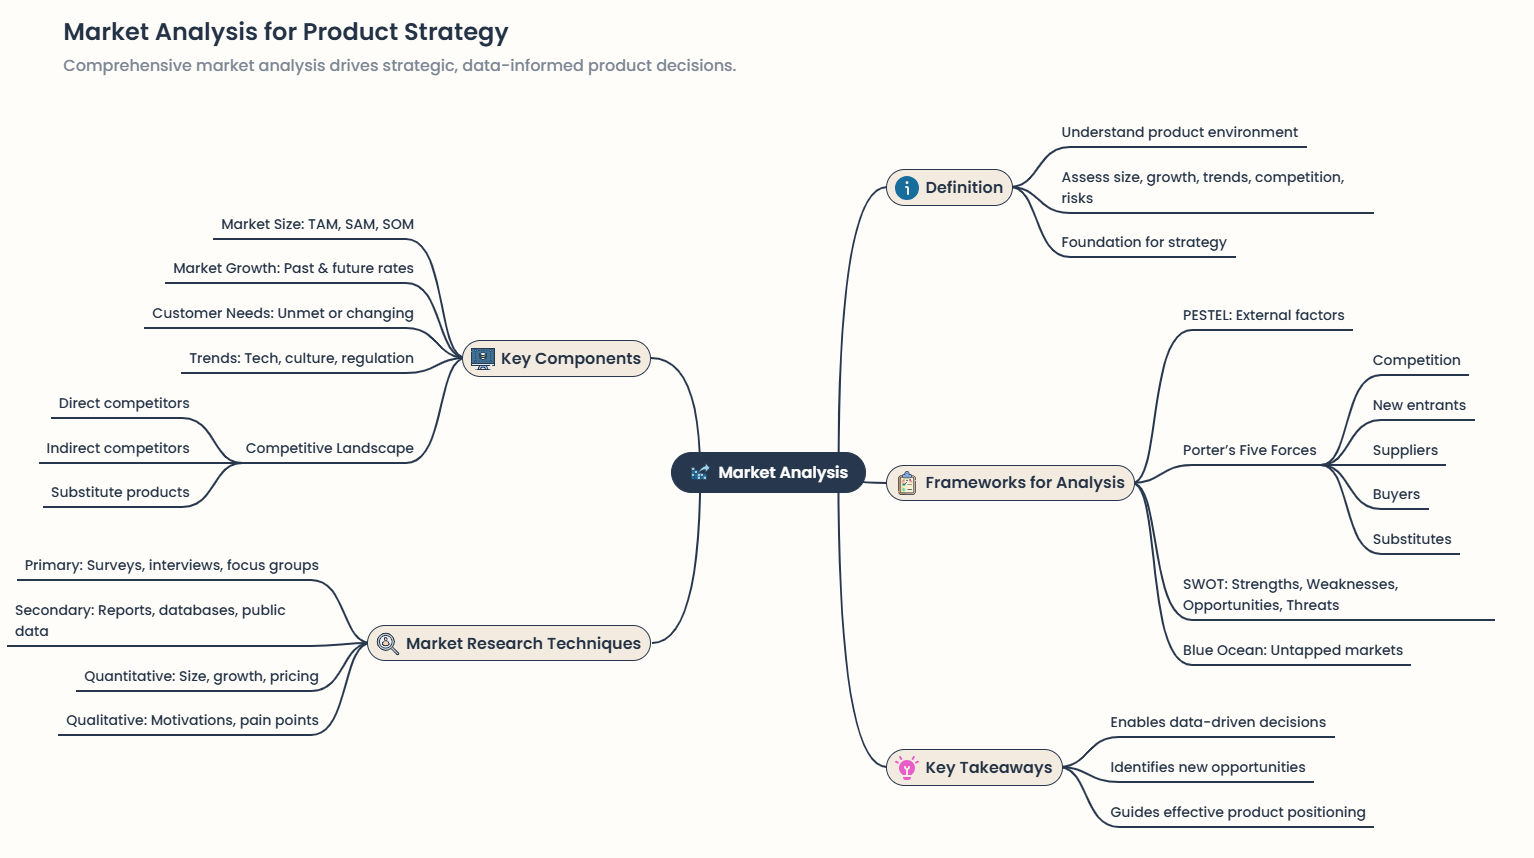 Market Analysis for Product Strategy
Comprehensive market analysis drives strategic, data-informed product decisions.
Market Analysis
Definition
Understand product environment
Assess size, growth, trends, competition,
risks
Foundation for strategy
Key Components
Market Size: TAM, SAM, SOM
Market Growth: Past & future rates
Customer Needs: Unmet or changing
Trends: Tech, culture, regulation
Competitive Landscape
Direct competitors
Indirect competitors
Substitute products
Frameworks for Analysis
PESTEL: External factors
Porter’s Five Forces
Competition
New entrants
Suppliers
Buyers
Substitutes
SWOT: Strengths, Weaknesses,
Opportunities, Threats
Blue Ocean: Untapped markets
Market Research Techniques
Primary: Surveys, interviews, focus groups
Secondary: Reports, databases, public
data
Quantitative: Size, growth, pricing
Qualitative: Motivations, pain points
Key Takeaways
Enables data-driven decisions
Identifies new opportunities
Guides effective product positioning